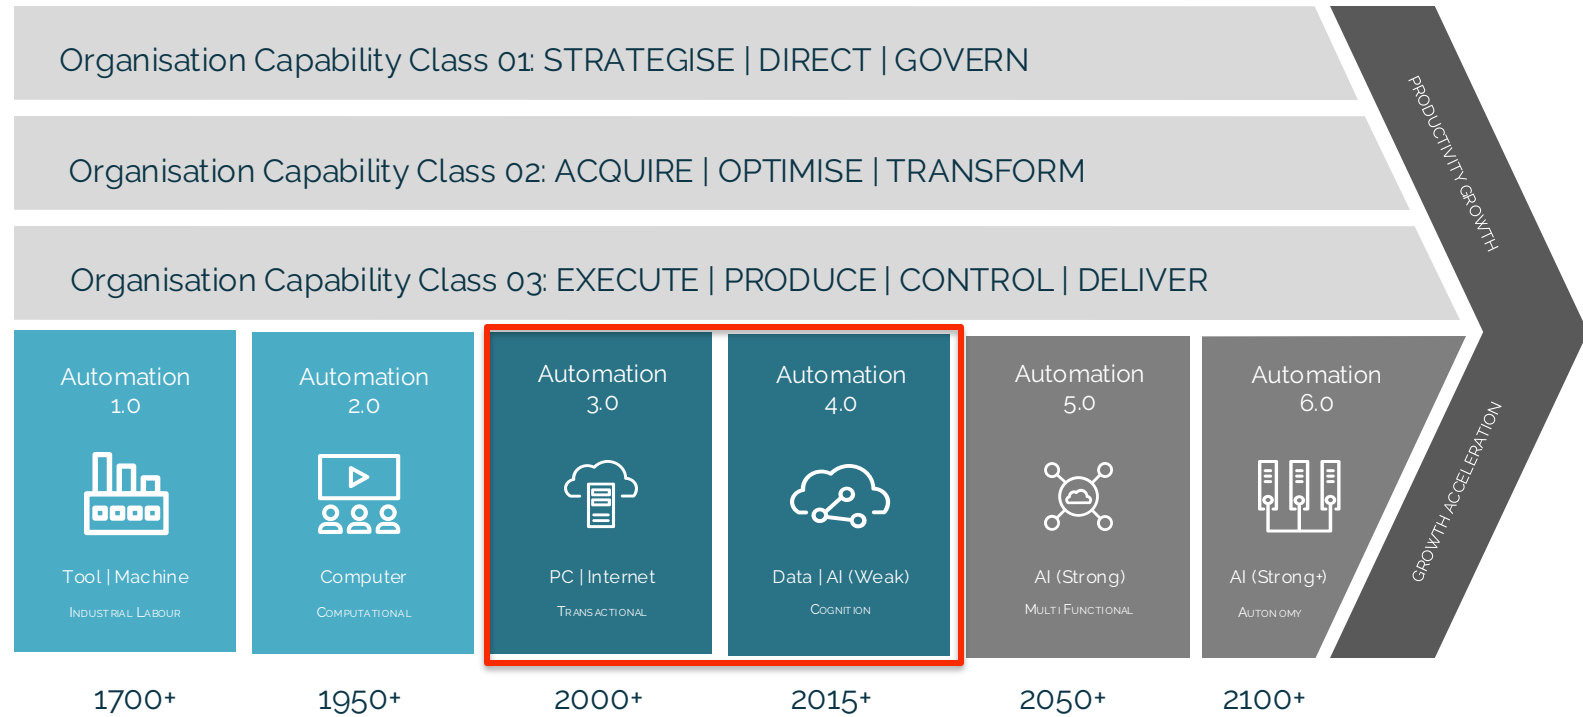 Organisation Capability Class 01: STRATEGISE | DIRECT | GOVERN
Organisation Capability Class 02: ACQUIRE | OPTIMISE | TRANSFORM
Organisation Capability Class 03: EXECUTE | PRODUCE | CONTROL | DELIVER
PRODUCTIVITY GROWTH
GROWTH ACCELERATION
Automation
1.0
Tool | Machine
INDUSTRIAL LABOUR
1700+
Automation
2.0
Computer
COMPUTATIONAL
1950+
Automation
3.0
PC | Internet
TRANSACTIONAL
2000+
Automation
4.0
Data | AI (Weak)
COGNITION
2015+
Automation
5.0
AI (Strong)
MULTI FUNCTIONAL
2050+
Automation
6.0
AI (Strong+)
AUTONOMY
2100+